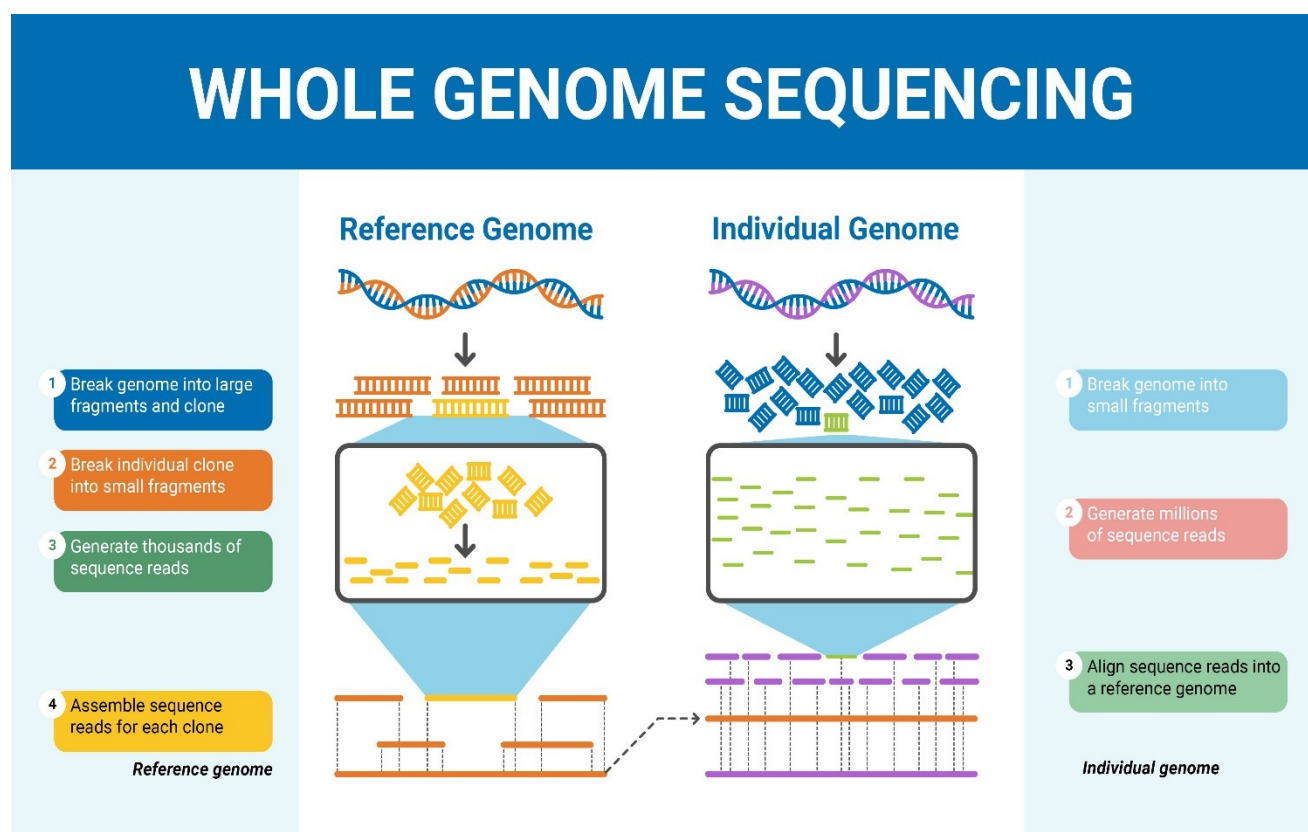 WHOLE GENOME SEQUENCING
Reference Genome
Individual Genome
1 Break genome into large
fragments and clone
2 Break individual clone
into small fragments
3 Generate thousands of
sequence reads
4 Assemble sequence
reads for each clone
Reference genome
1 Break genome into
small fragments
2 Generate millions
of sequence reads
3 Align sequence reads into
a reference genome
Individual genome